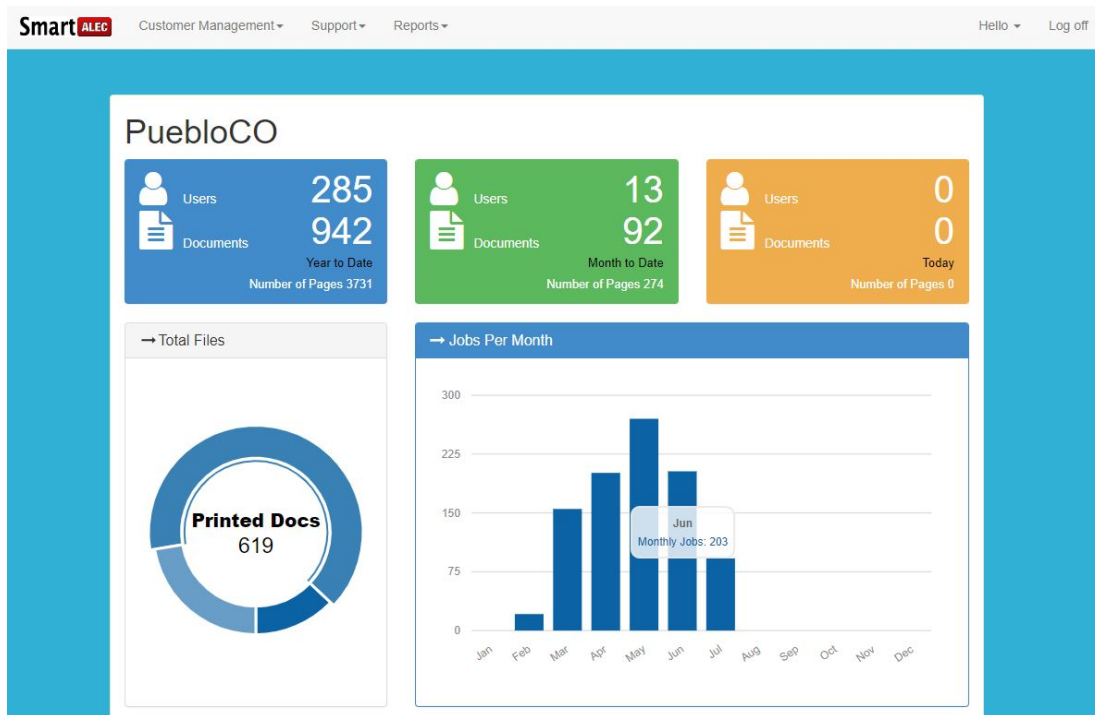 Smart ALEC Customer Management Support Reports Hello Log off
PuebloCO
Users 285
Documents 942
Year to Date
Number of Pages 3731
Users 13
Documents 92
Month to Date
Number of Pages 274
Users 0
Documents 0
Today
Number of Pages 0
Total Files
Printed Docs
619
Jobs Per Month
300
225
150
75
0
Jun
Monthly Jobs: 203
Jan Feb Mar Apr May Jun Jul Aug Sep Oct Nov Dec